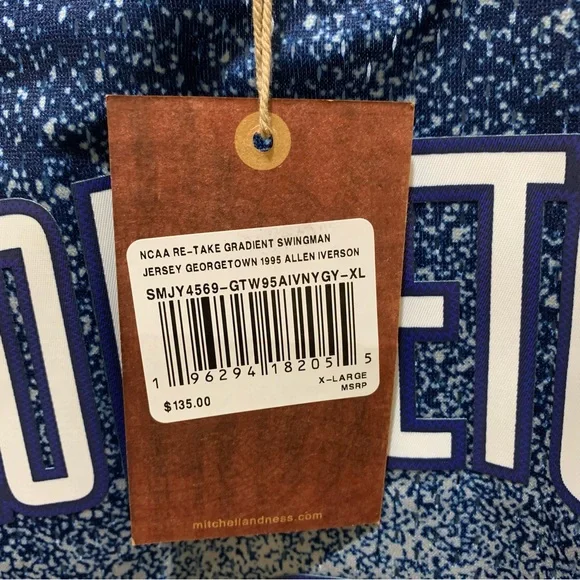 NCAA RE-TAKE GRADIENT SWINGMAN
JERSEY GEORGETOWN 1995 ALLEN IVERSON
SMJY4569-GTW95AIVNYGY-XL
1 96294 18205 5
X-LARGE
$135.00 MSRP
mitchellandness.com